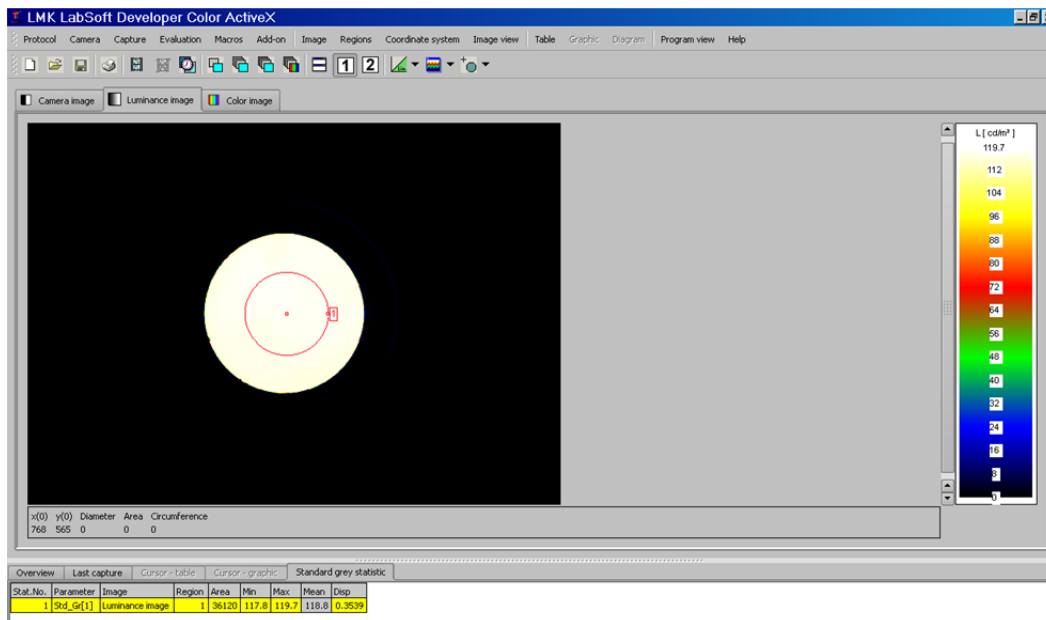 LMK LabSoft Developer Color ActiveX
Protocol Camera Capture Evaluation Macros Add-on Image Regions Coordinate system Image view Table Graphic Diagram Program view Help
1 2
Camera image Luminance image Color image
L [ cd/m² ]
119.7
112
104
96
88
80
72
64
56
48
40
32
24
16
8
0
1
x(0) y(0) Diameter Area Circumference
768 565 0 0 0
Overview Last capture Cursor - table Cursor - graphic Standard grey statistic
Stat.No. Parameter Image Region Area Min Max Mean Disp
1 Std_Gr[1] Luminance image 1 36120 117.8 119.7 118.8 0.3539